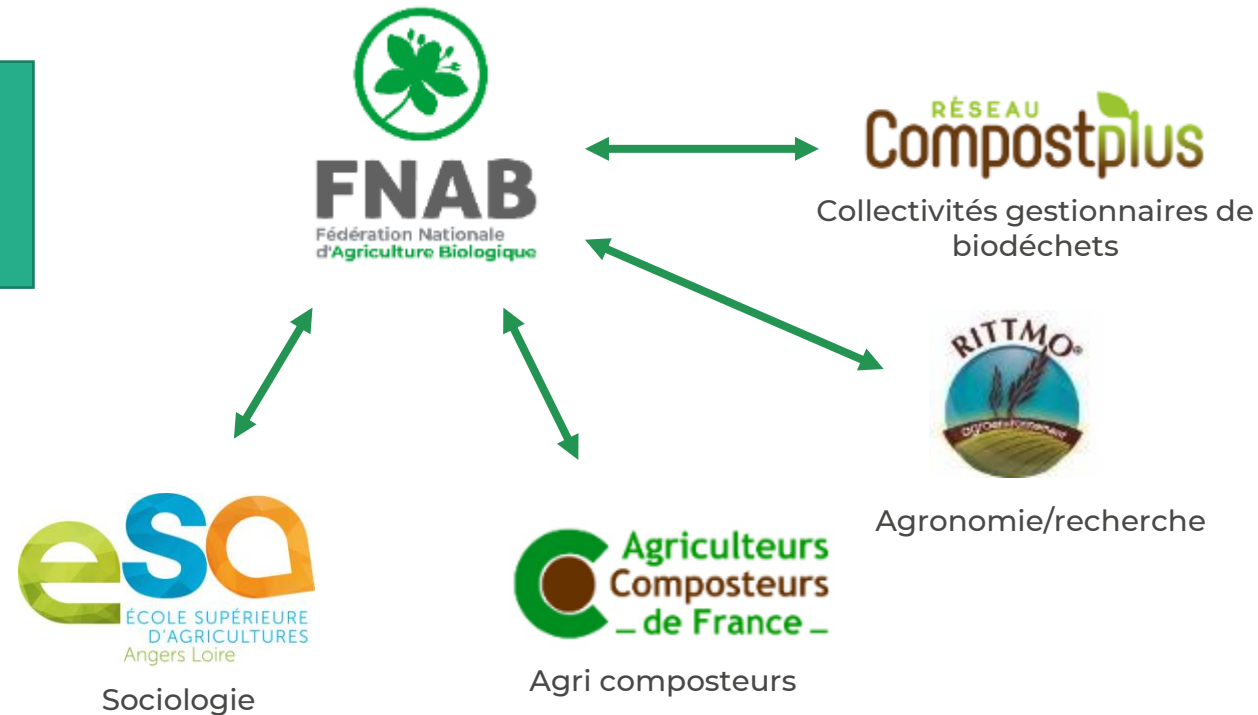 FNAB
Fédération Nationale
d'Agriculture Biologique
RÉSEAU
Compostplus
Collectivités gestionnaires de
biodéchets
RITTMO®
agroenvironnement
Agronomie/recherche
esa
ÉCOLE SUPÉRIEURE
D'AGRICULTURES
Angers Loire
Sociologie
Agriculteurs
Composteurs
de France
Agri composteurs